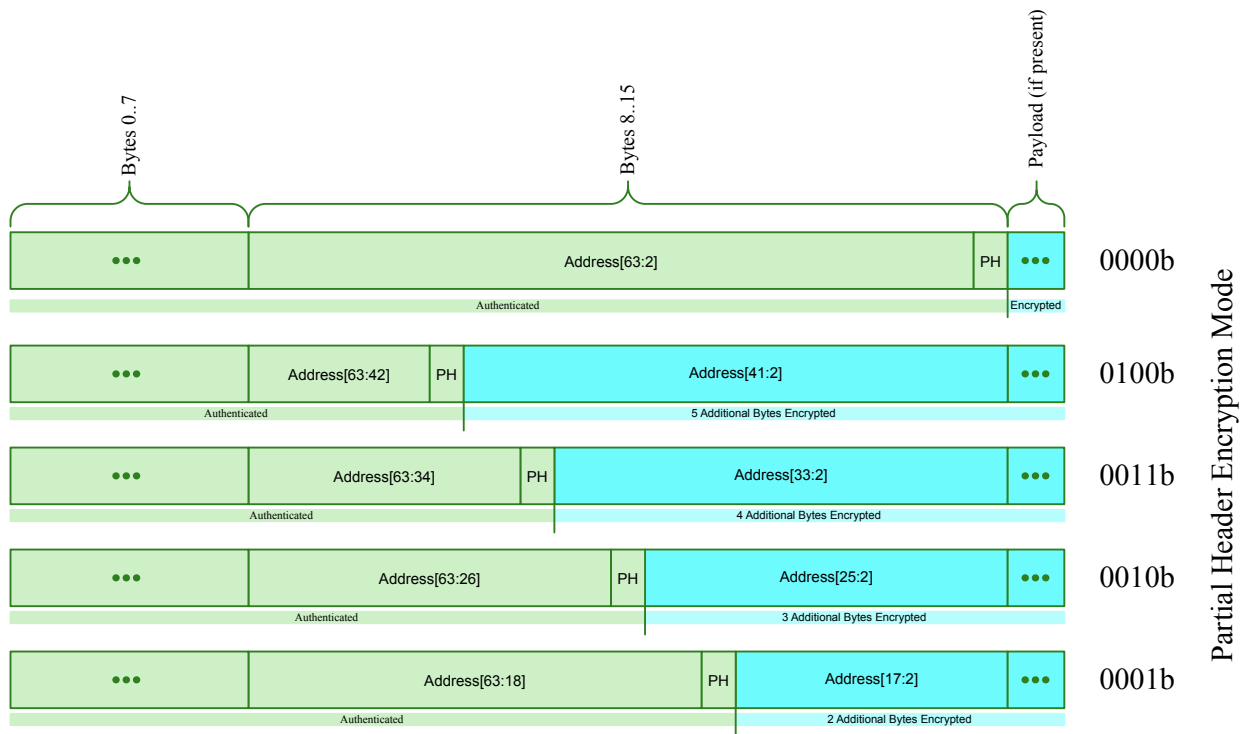 Bytes 0..7
Bytes 8..15
Payload (if present)
••• Address[63:2] PH ••• 0000b
Authenticated Encrypted
••• Address[63:42] PH Address[41:2] ••• 0100b
Authenticated 5 Additional Bytes Encrypted
••• Address[63:34] PH Address[33:2] ••• 0011b
Authenticated 4 Additional Bytes Encrypted
••• Address[63:26] PH Address[25:2] ••• 0010b
Authenticated 3 Additional Bytes Encrypted
••• Address[63:18] PH Address[17:2] ••• 0001b
Authenticated 2 Additional Bytes Encrypted
Partial Header Encryption Mode